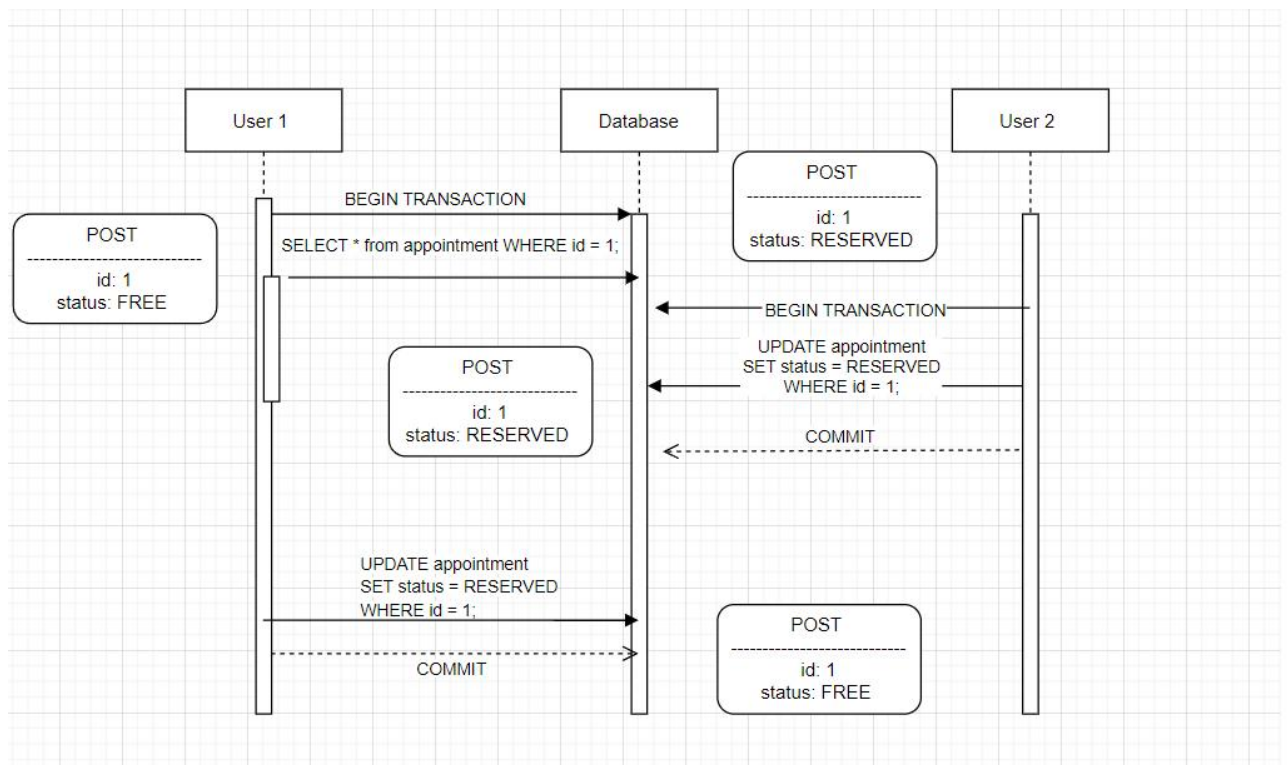 User 1
Database
User 2
POST
--------------------------
id: 1
status: RESERVED
BEGIN TRANSACTION
POST
--------------------------
id: 1
status: FREE
SELECT * from appointment WHERE id = 1;
BEGIN TRANSACTION
UPDATE appointment
SET status = RESERVED
WHERE id = 1;
POST
--------------------------
id: 1
status: RESERVED
COMMIT
UPDATE appointment
SET status = RESERVED
WHERE id = 1;
COMMIT
POST
--------------------------
id: 1
status: FREE